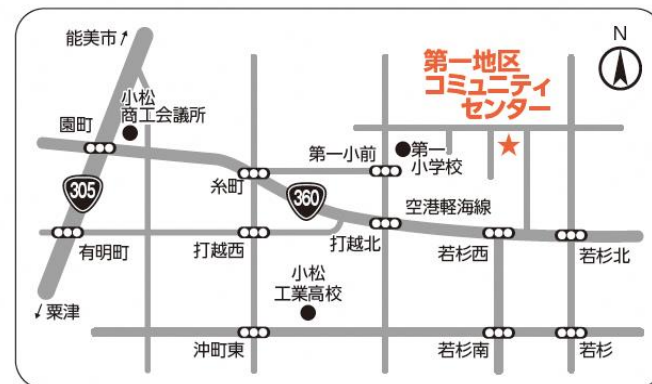 能美市↑
N
第一地区
コミュニティ
センター
小松
商工会議所
園町
第一小前
第一
小学校
糸町
305
360
空港軽海線
有明町
打越西
打越北
若杉西
若杉北
小松
工業高校
↓粟津
沖町東
若杉南
若杉